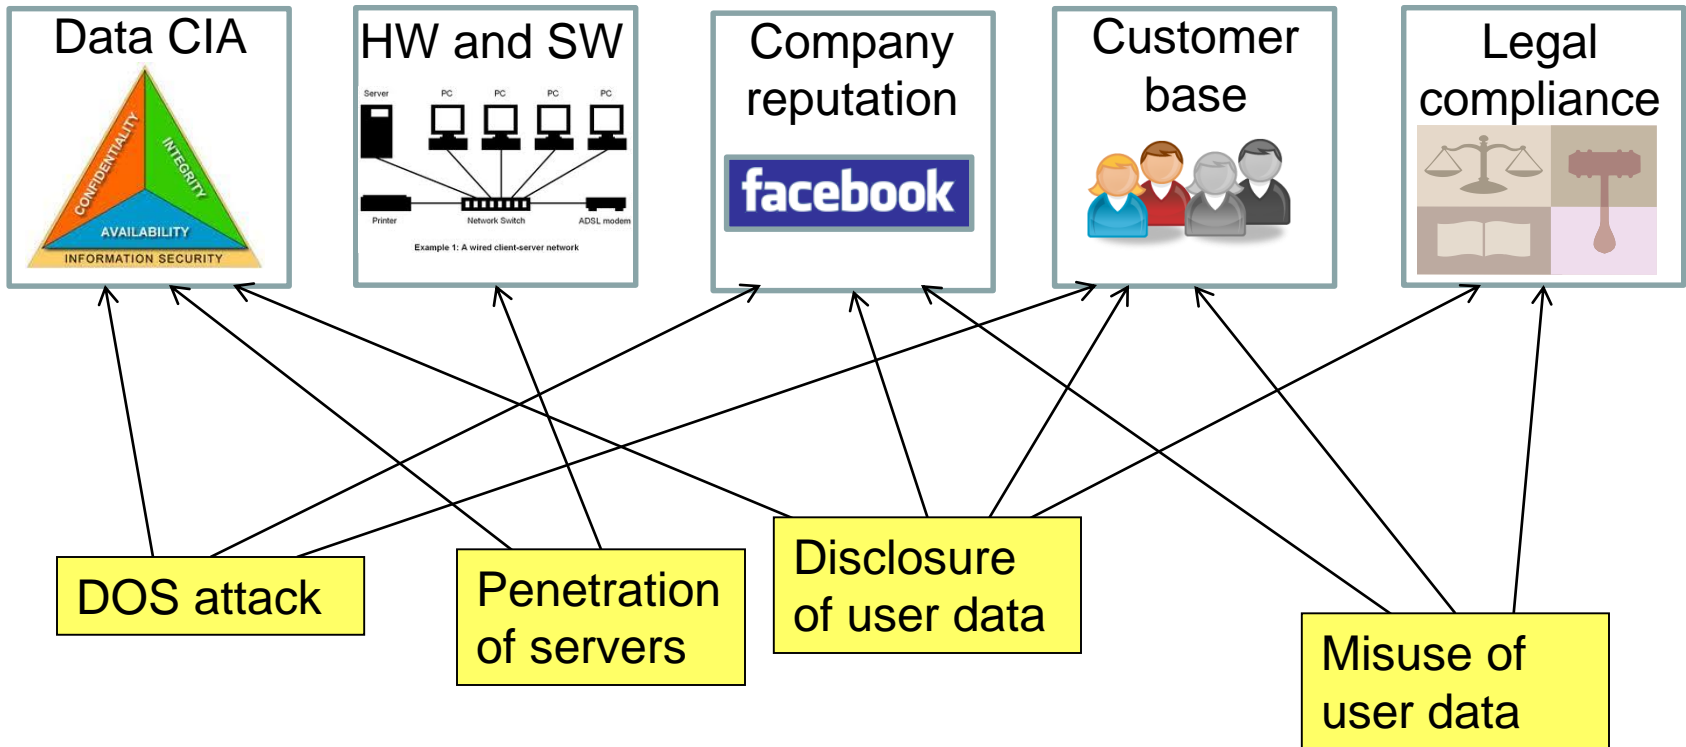 Data CIA
CONFIDENTIALITY
INTEGRITY
AVAILABILITY
INFORMATION SECURITY
HW and SW
Server
PC
PC
PC
PC
Printer
Network Switch
ADSL modem
Example 1: A wired client-server network
Company
reputation
facebook
Customer
base
Legal
compliance
DOS attack
Penetration
of servers
Disclosure
of user data
Misuse of
user data